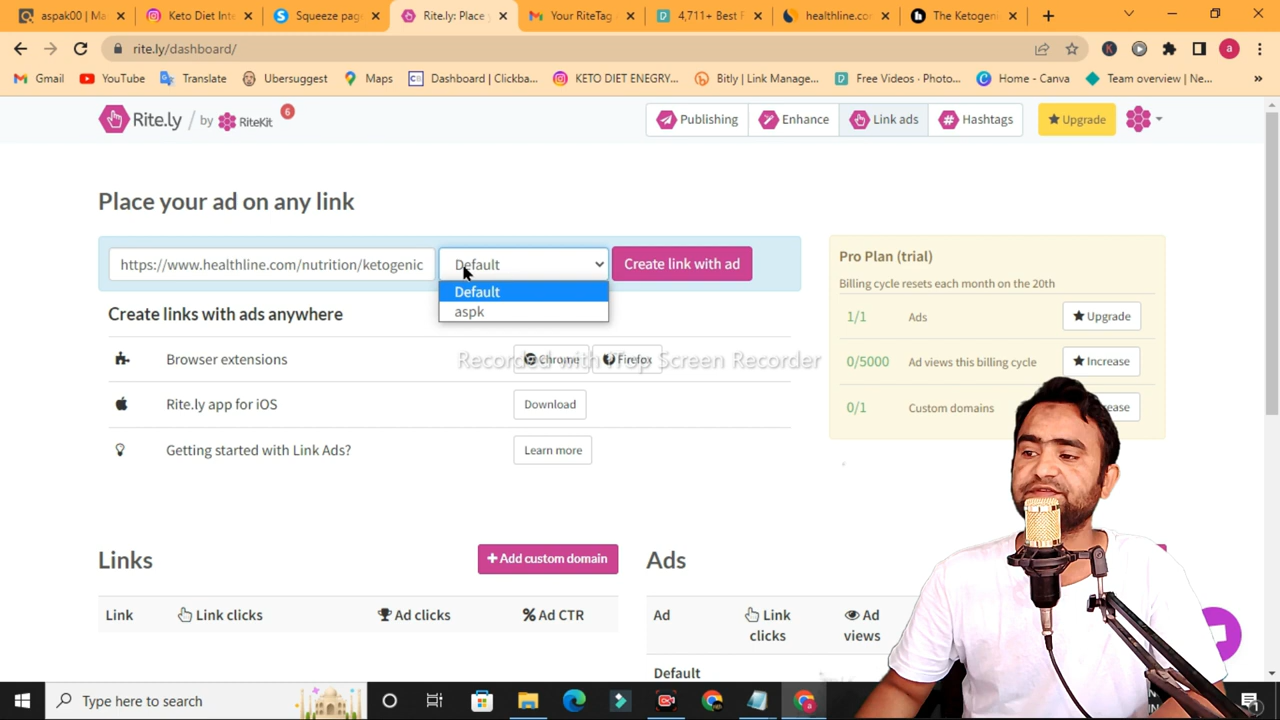 aspak00 | Ma
Keto Diet Int
Squeeze pag
Rite.ly: Place y
Your RiteTag
4,711+ Best F
healthline.com
The Ketogeni
rite.ly/dashboard/
a
Gmail
YouTube
Translate
Ubersuggest
Maps
Dashboard | Clickba...
KETO DIET ENEGRY...
Bitly | Link Manage...
Free Videos · Photo...
Home - Canva
Team overview | Ne...
Rite.ly / by RiteKit 6
Publishing
Enhance
Link ads
Hashtags
Upgrade
Place your ad on any link
https://www.healthline.com/nutrition/ketogenic
Default
Create link with ad
Default
aspk
Create links with ads anywhere
Browser extensions
Chrome
Firefox
Recorded with iTop Screen Recorder
Rite.ly app for iOS
Download
Getting started with Link Ads?
Learn more
Pro Plan (trial)
Billing cycle resets each month on the 20th
1/1 Ads Upgrade
0/5000 Ad views this billing cycle Increase
0/1 Custom domains ease
Links
+ Add custom domain
Link
Link clicks
Ad clicks
% Ad CTR
Ads
Ad
Link clicks
Ad views
Default
Type here to search